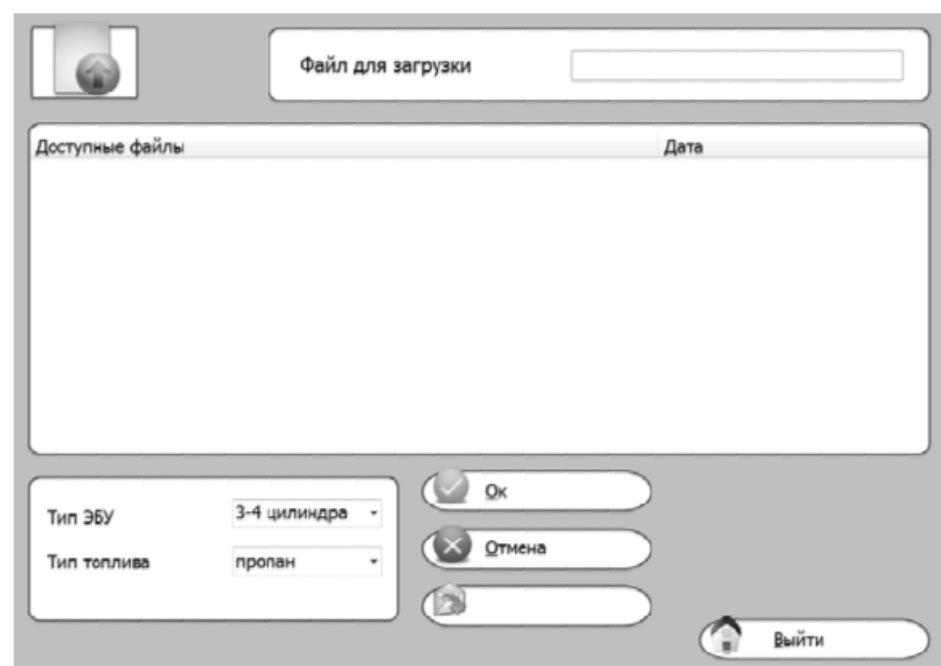 Файл для загрузки
Доступные файлы Дата
Тип ЭБУ 3-4 цилиндра
Тип топлива пропан
Ок
Отмена
Выйти